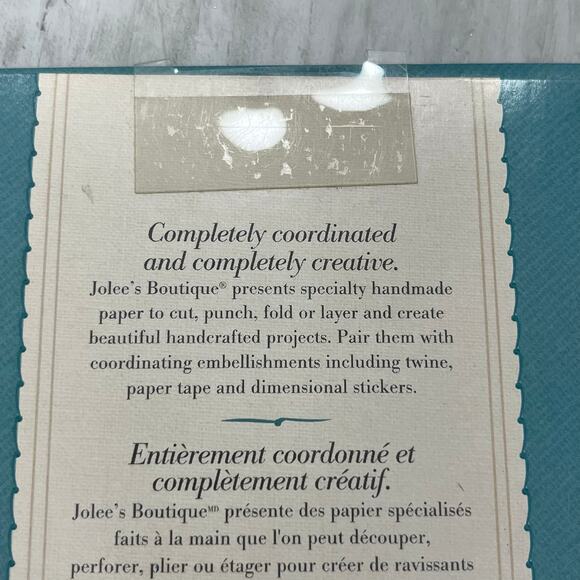 Completely coordinated
and completely creative.
Jolee's Boutique® presents specialty handmade
paper to cut, punch, fold or layer and create
beautiful handcrafted projects. Pair them with
coordinating embellishments including twine,
paper tape and dimensional stickers.
Entièrement coordonné et
complètement créatif.
Jolee's Boutiqueᴹᴰ présente des papier spécialisés
faits à la main que l'on peut découper,
perforer, plier ou étager pour créer de ravissants